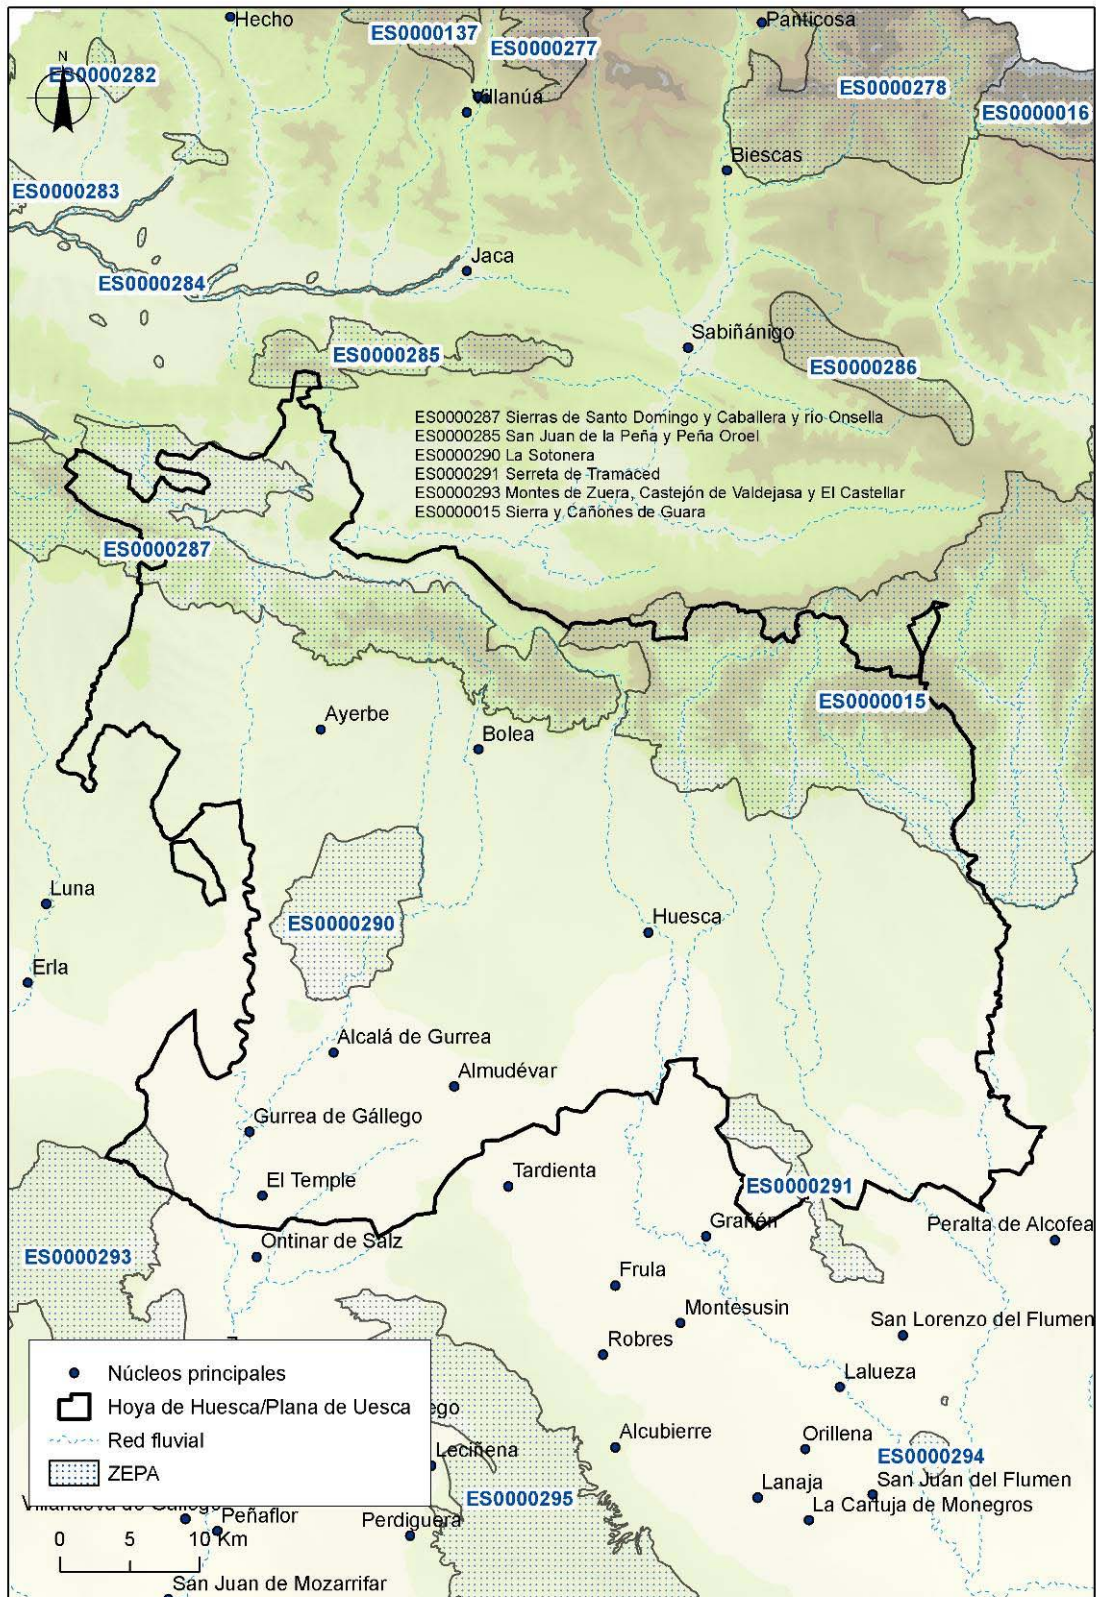 Hecho
Panticosa
ES0000137
ES0000277
N
ES0000282
ES0000278
Villanúa
ES0000016
Biescas
ES0000283
Jaca
ES0000284
Sabiñánigo
ES0000285
ES0000286
ES0000287 Sierras de Santo Domingo y Caballera y río Onsella
ES0000285 San Juan de la Peña y Peña Oroel
ES0000290 La Sotonera
ES0000291 Serreta de Tramaced
ES0000293 Montes de Zuera, Castejón de Valdejasa y El Castellar
ES0000015 Sierra y Cañones de Guara
ES0000287
ES0000015
Ayerbe
Bolea
Luna
ES0000290
Huesca
Erla
Alcalá de Gurrea
Almudévar
Gurrea de Gállego
El Temple
Tardienta
ES0000291
Grañén
Peralta de Alcofea
Ontinar de Salz
ES0000293
Frula
Montesusin
San Lorenzo del Flumen
Robres
Lalueza
Núcleos principales
Hoya de Huesca/Plana de Uesca
Red fluvial
ZEPA
Alcubierre
Orillena
Leciñena
ES0000294
ES0000295
Lanaja
San Juan del Flumen
La Cartuja de Monegros
Peñaflor
Perdiguera
0 5 10 Km
San Juan de Mozarrifar